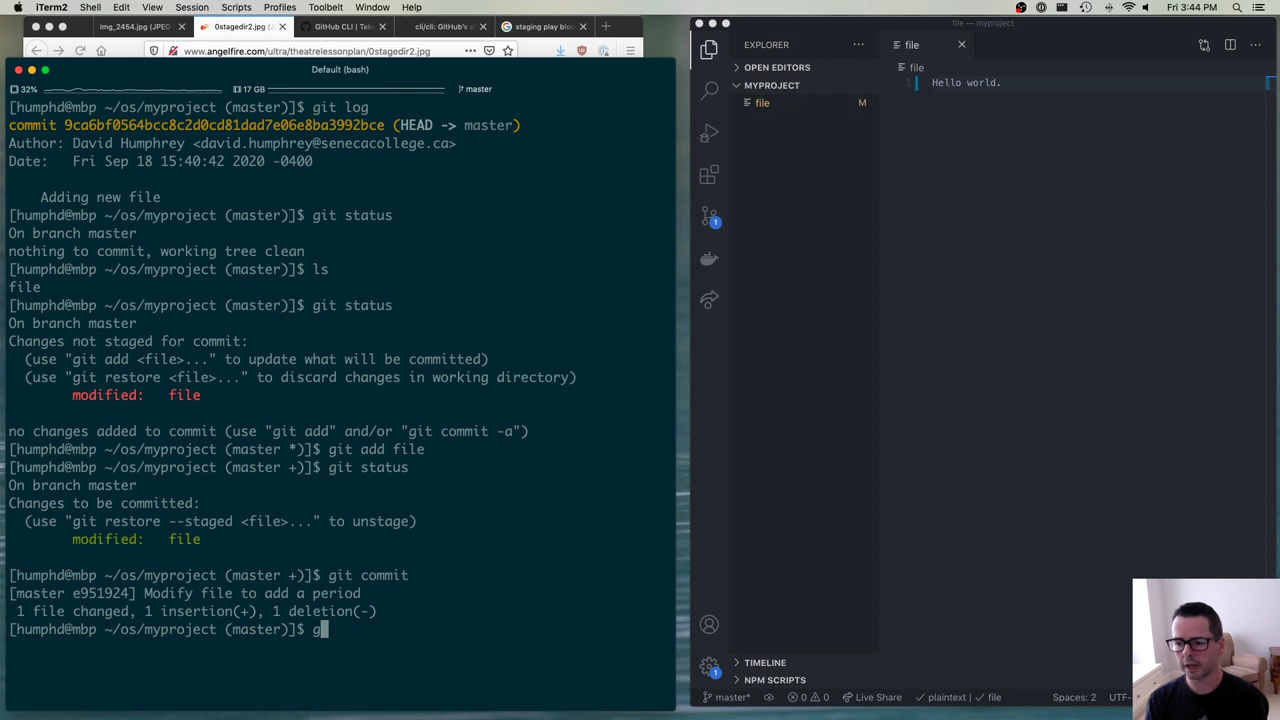 iTerm2 Shell Edit View Session Scripts Profiles Toolbelt Window Help
Fri 3:44 PM
img_2454.jpg (JPEG
0stagedir2.jpg (J
GitHub CLI | Take
cli/cli: GitHub's
staging play bloc
www.angelfire.com/ultra/theatrelessonplan/0stagedir2.jpg
Default (bash)
32% 17 GB master
[humphd@mbp ~/os/myproject (master)]$ git log
commit 9ca6bf0564bcc8c2d0cd81dad7e06e8ba3992bce (HEAD -> master)
Author: David Humphrey <david.humphrey@senecacollege.ca>
Date:   Fri Sep 18 15:40:42 2020 -0400
    Adding new file
[humphd@mbp ~/os/myproject (master)]$ git status
On branch master
nothing to commit, working tree clean
[humphd@mbp ~/os/myproject (master)]$ ls
file
[humphd@mbp ~/os/myproject (master)]$ git status
On branch master
Changes not staged for commit:
  (use "git add <file>..." to update what will be committed)
  (use "git restore <file>..." to discard changes in working directory)
        modified:   file
no changes added to commit (use "git add" and/or "git commit -a")
[humphd@mbp ~/os/myproject (master *)]$ git add file
[humphd@mbp ~/os/myproject (master +)]$ git status
On branch master
Changes to be committed:
  (use "git restore --staged <file>..." to unstage)
        modified:   file
[humphd@mbp ~/os/myproject (master +)]$ git commit
[master e951924] Modify file to add a period
 1 file changed, 1 insertion(+), 1 deletion(-)
[humphd@mbp ~/os/myproject (master)]$ g
file — myproject
EXPLORER
OPEN EDITORS
MYPROJECT
file M
1
1
TIMELINE
NPM SCRIPTS
file
file
1 Hello world.
master* 0 0 Live Share plaintext | file Spaces: 2 UTF-